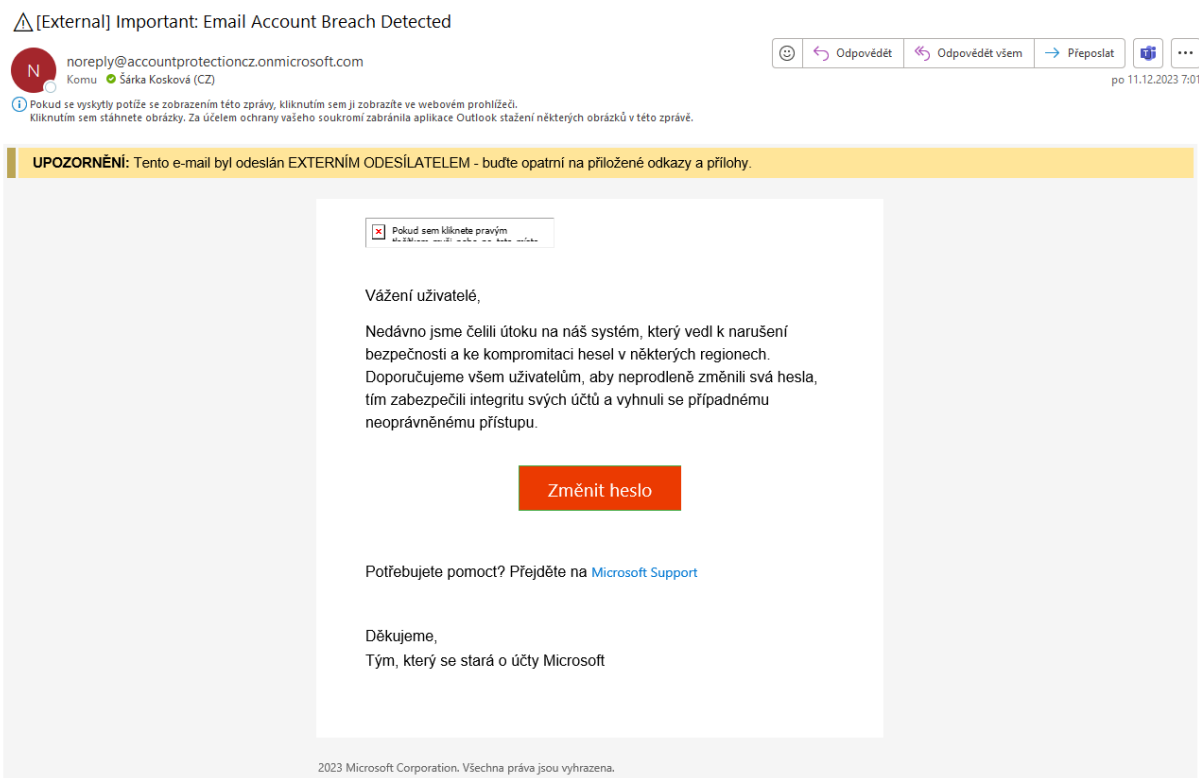 [External] Important: Email Account Breach Detected
N
noreply@accountprotectioncz.onmicrosoft.com
Komu Šárka Kosková (CZ)
Odpovědět
Odpovědět všem
Přeposlat
po 11.12.2023 7:01
Pokud se vyskytly potíže se zobrazením této zprávy, kliknutím sem ji zobrazíte ve webovém prohlížeči.
Kliknutím sem stáhnete obrázky. Za účelem ochrany vašeho soukromí zabránila aplikace Outlook stažení některých obrázků v této zprávě.
UPOZORNĚNÍ: Tento e-mail byl odeslán EXTERNÍM ODESÍLATELEM - buďte opatrní na přiložené odkazy a přílohy.
Pokud sem kliknete pravým
Vážení uživatelé,
Nedávno jsme čelili útoku na náš systém, který vedl k narušení
bezpečnosti a ke kompromitaci hesel v některých regionech.
Doporučujeme všem uživatelům, aby neprodleně změnili svá hesla,
tím zabezpečili integritu svých účtů a vyhnuli se případnému
neoprávněnému přístupu.
Změnit heslo
Potřebujete pomoct? Přejděte na Microsoft Support
Děkujeme,
Tým, který se stará o účty Microsoft
2023 Microsoft Corporation. Všechna práva jsou vyhrazena.